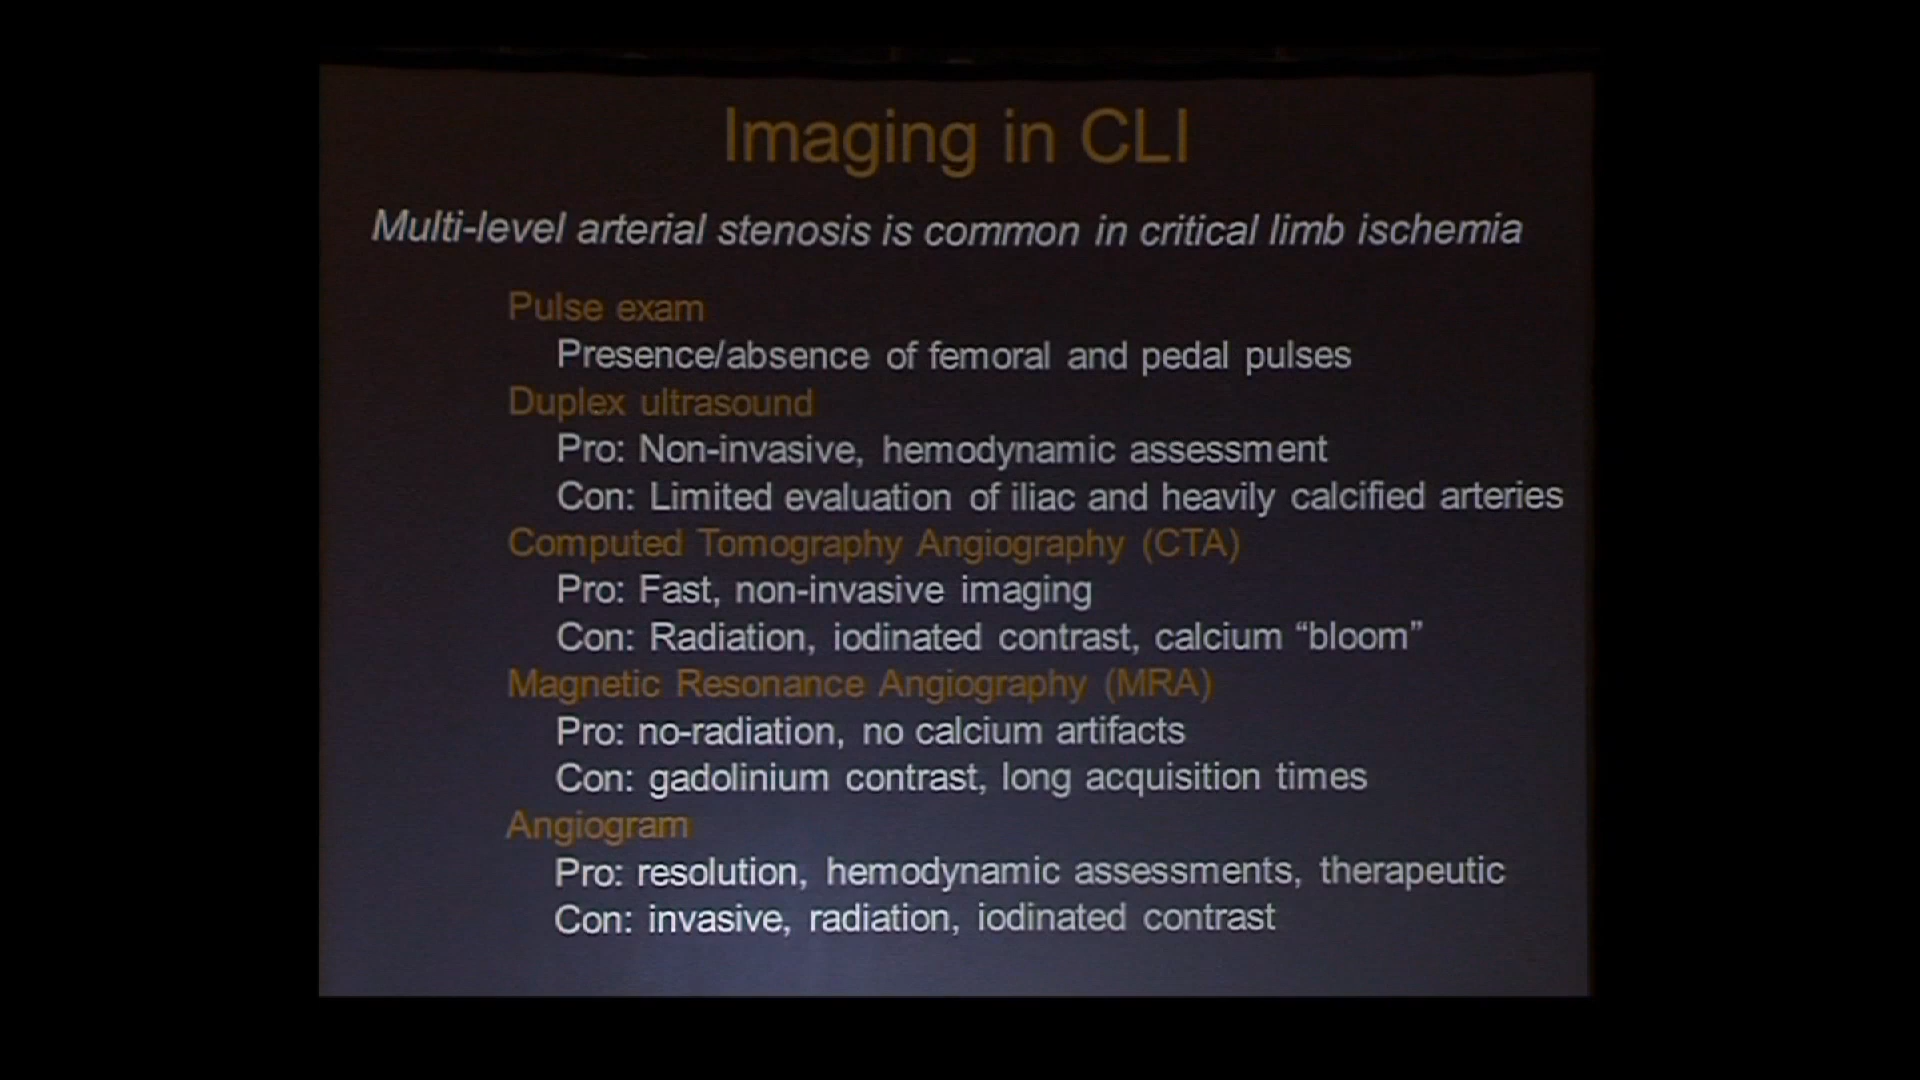 Imaging in CLI
Multi-level arterial stenosis is common in critical limb ischemia
Pulse exam
Presence/absence of femoral and pedal pulses
Duplex ultrasound
Pro: Non-invasive, hemodynamic assessment
Con: Limited evaluation of iliac and heavily calcified arteries
Computed Tomography Angiography (CTA)
Pro: Fast, non-invasive imaging
Con: Radiation, iodinated contrast, calcium “bloom”
Magnetic Resonance Angiography (MRA)
Pro: no-radiation, no calcium artifacts
Con: gadolinium contrast, long acquisition times
Angiogram
Pro: resolution, hemodynamic assessments, therapeutic
Con: invasive, radiation, iodinated contrast